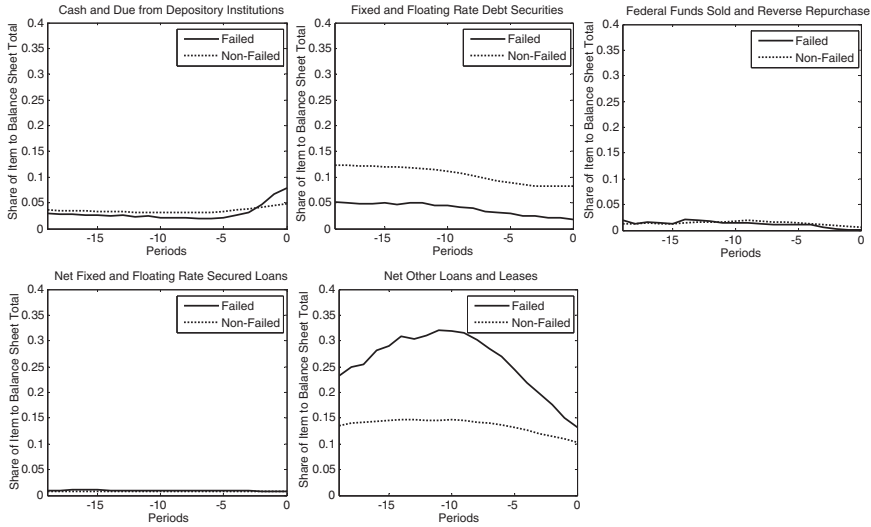 Cash and Due from Depository Institutions
Share of Item to Balance Sheet Total
0.4
0.35
0.3
0.25
0.2
0.15
0.1
0.05
0
-15
-10
-5
0
Periods
Failed
Non-Failed
Fixed and Floating Rate Debt Securities
Share of Item to Balance Sheet Total
0.4
0.35
0.3
0.25
0.2
0.15
0.1
0.05
0
-15
-10
-5
0
Periods
Failed
Non-Failed
Federal Funds Sold and Reverse Repurchase
Share of Item to Balance Sheet Total
0.4
0.35
0.3
0.25
0.2
0.15
0.1
0.05
0
-15
-10
-5
0
Periods
Failed
Non-Failed
Net Fixed and Floating Rate Secured Loans
Share of Item to Balance Sheet Total
0.4
0.35
0.3
0.25
0.2
0.15
0.1
0.05
0
-15
-10
-5
0
Periods
Failed
Non-Failed
Net Other Loans and Leases
Share of Item to Balance Sheet Total
0.4
0.35
0.3
0.25
0.2
0.15
0.1
0.05
0
-15
-10
-5
0
Periods
Failed
Non-Failed